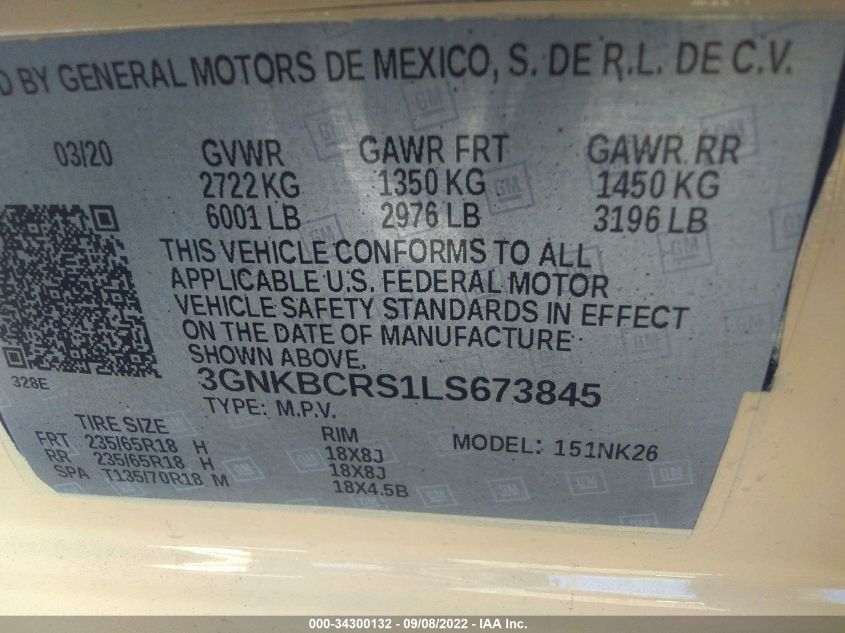 D BY GENERAL MOTORS DE MEXICO, S. DE R.L. DE C.V.
03/20 GVWR GAWR FRT GAWR RR
2722 KG 1350 KG 1450 KG
6001 LB 2976 LB 3196 LB
THIS VEHICLE CONFORMS TO ALL
APPLICABLE U.S. FEDERAL MOTOR
VEHICLE SAFETY STANDARDS IN EFFECT
ON THE DATE OF MANUFACTURE
SHOWN ABOVE.
328E
3GNKBCRS1LS673845
TYPE: M.P.V.
TIRE SIZE RIM MODEL: 151NK26
FRT 235/65R18 H 18X8J
RR 235/65R18 H 18X8J
SPA T135/70R18 M 18X4.5B
000-34300132 - 09/08/2022 - IAA Inc.